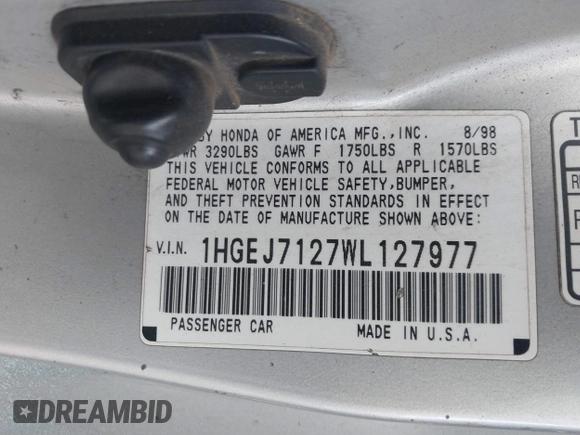 BY HONDA OF AMERICA MFG.,INC. 8/98
3290LBS GAWR F 1750LBS R 1570LBS
THIS VEHICLE CONFORMS TO ALL APPLICABLE
FEDERAL MOTOR VEHICLE SAFETY,BUMPER,
AND THEFT PREVENTION STANDARDS IN EFFECT
ON THE DATE OF MANUFACTURE SHOWN ABOVE:
V.I.N. 1HGEJ7127WL127977
PASSENGER CAR MADE IN U.S.A.
DREAMBID